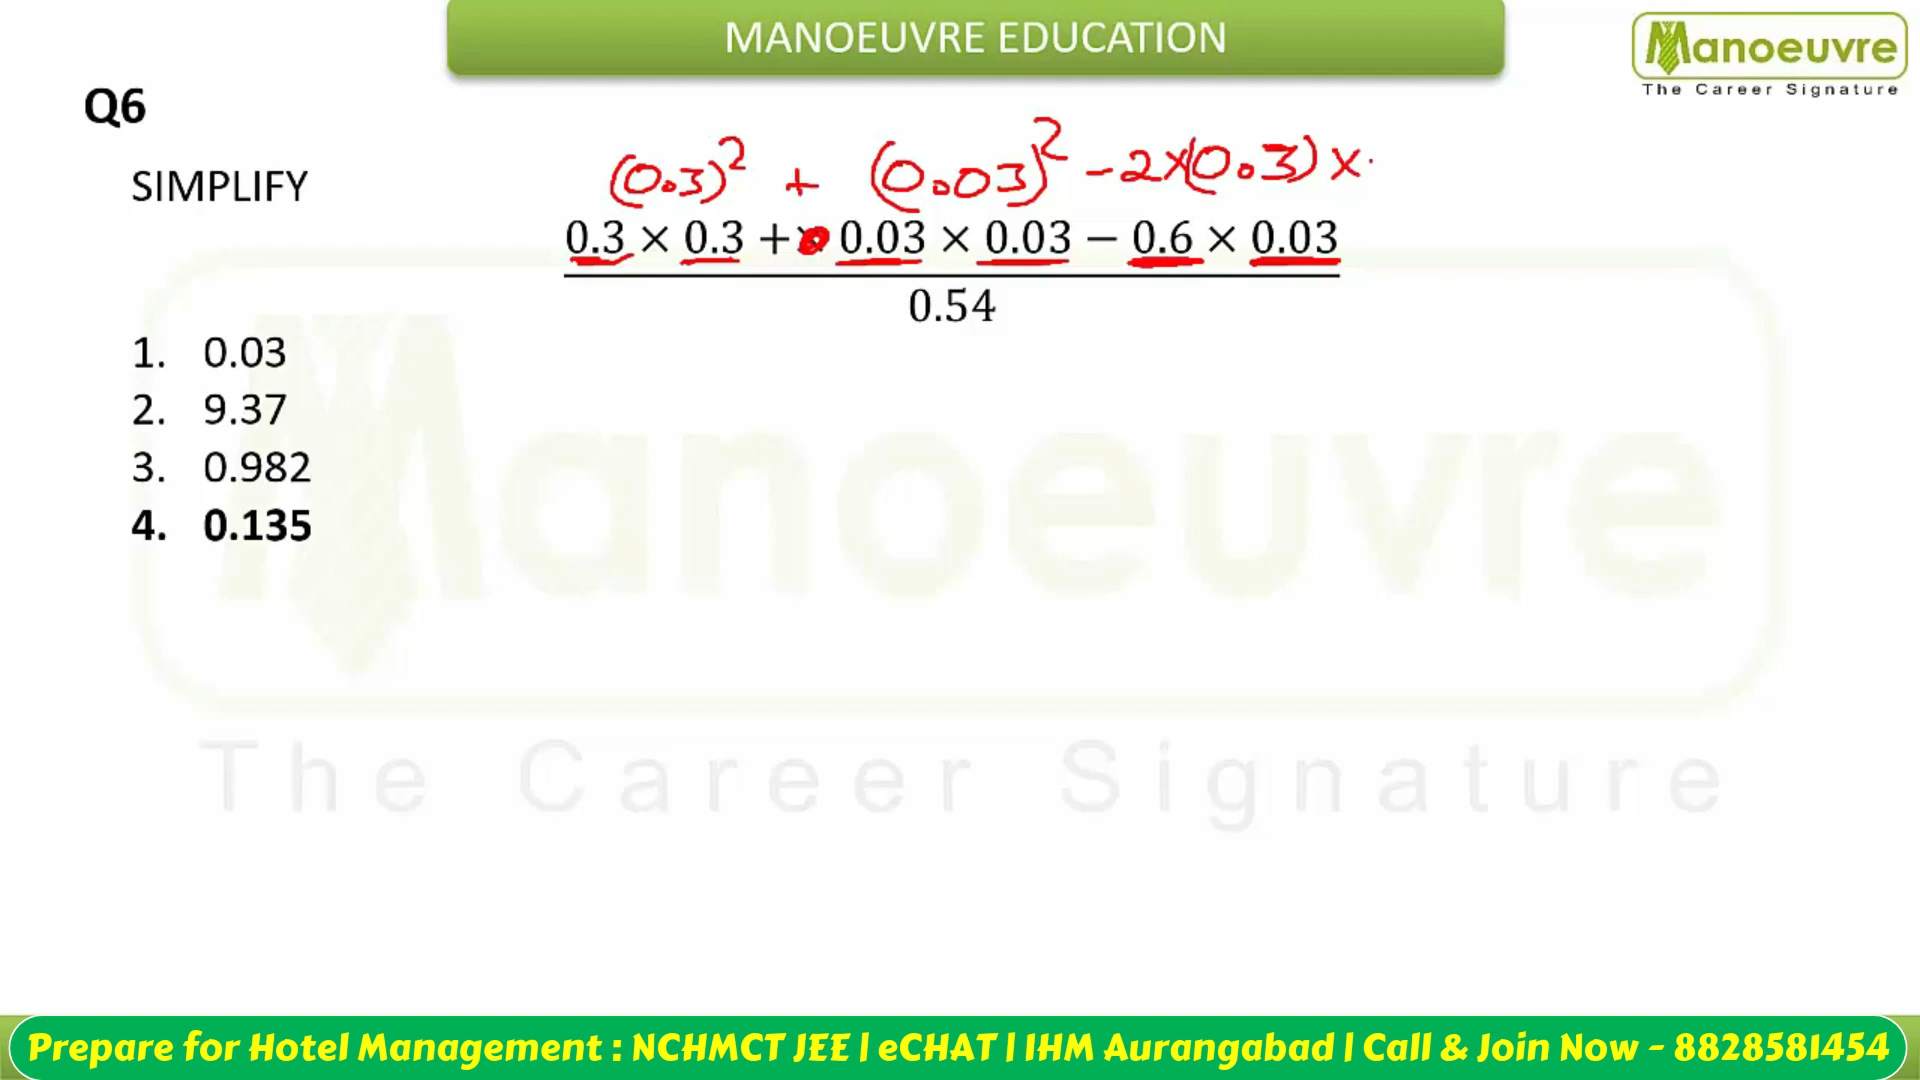 MANOEUVRE EDUCATION
Manoeuvre
The Career Signature
Q6
(0.3)² + (0.03)² - 2×(0.3)×
SIMPLIFY
0.3 × 0.3 + 0.03 × 0.03 − 0.6 × 0.03
0.54
1. 0.03
2. 9.37
3. 0.982
4. 0.135
Manoeuvre
The Career Signature
Prepare for Hotel Management : NCHMCT JEE | eCHAT | IHM Aurangabad | Call & Join Now - 8828581454